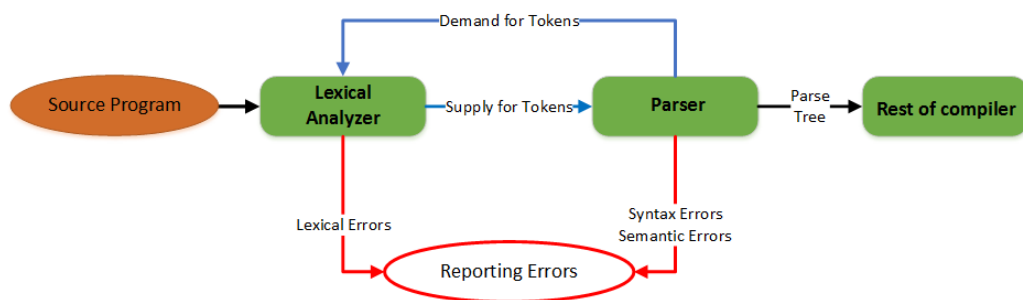 Demand for Tokens
Source Program
Lexical
Analyzer
Supply for Tokens
Parser
Parse
Tree
Rest of compiler
Lexical Errors
Syntax Errors
Semantic Errors
Reporting Errors